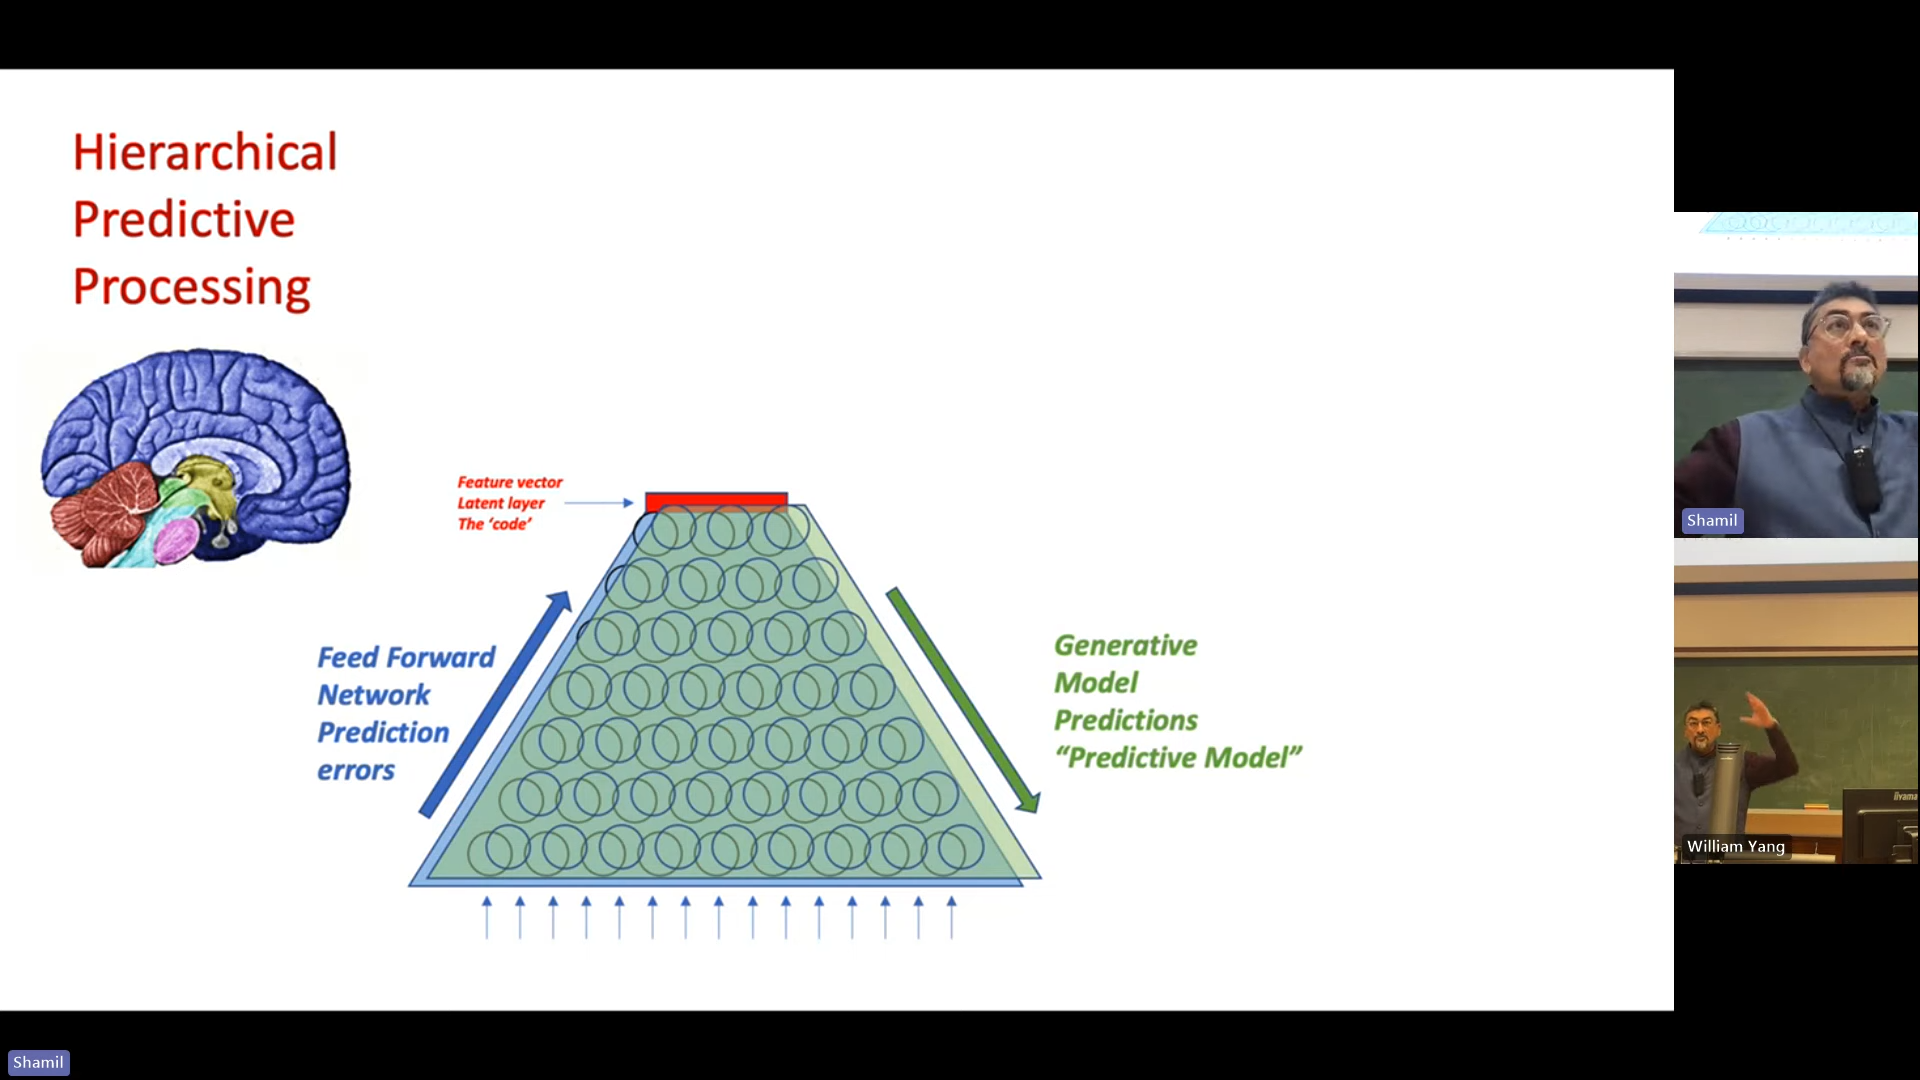 Hierarchical
Predictive
Processing
Feature vector
Latent layer
The ‘code’
Feed Forward
Network
Prediction
errors
Generative
Model
Predictions
“Predictive Model”
Shamil
iiyama
William Yang
Shamil